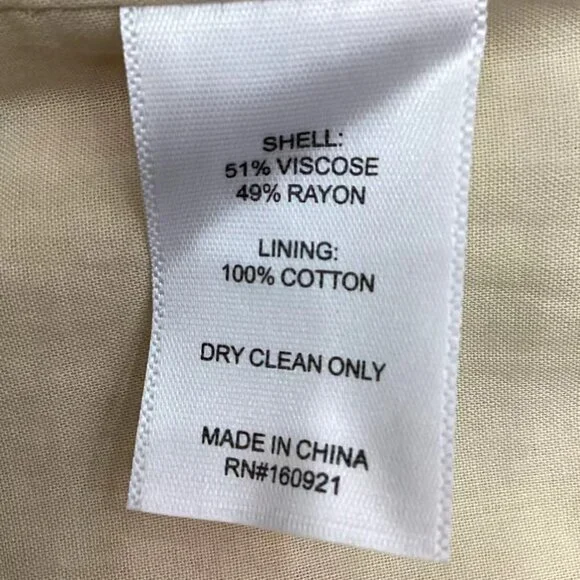 SHELL:
51% VISCOSE
49% RAYON
LINING:
100% COTTON
DRY CLEAN ONLY
MADE IN CHINA
RN#160921